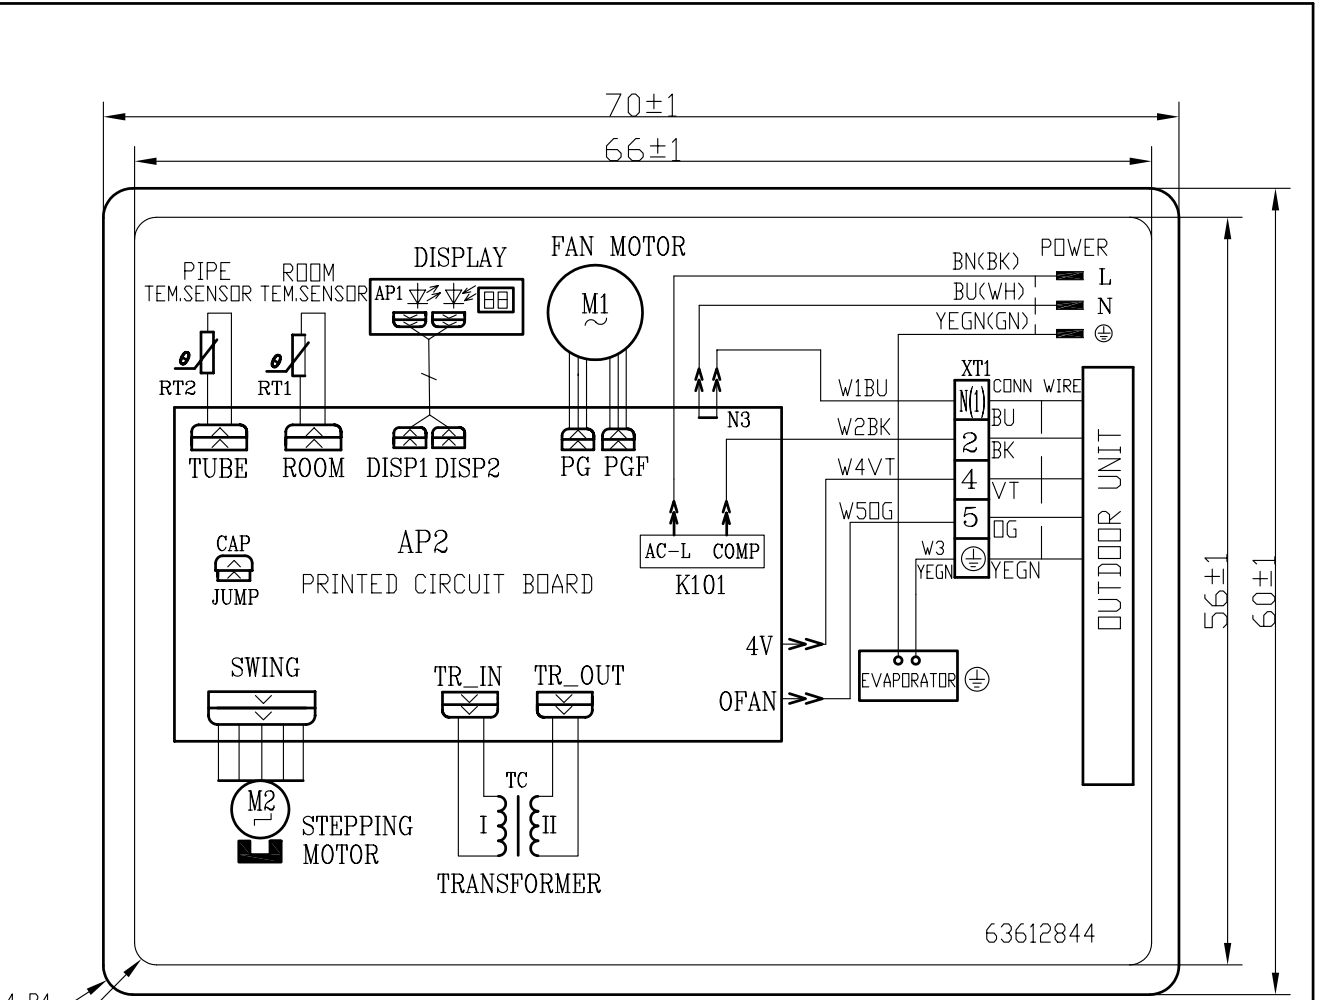 70±1
66±1
FAN MOTOR
POWER
DISPLAY
BN(BK)
L
PIPE
TEM.SENSOR
ROOM
TEM.SENSOR
AP1
88
M1
~
BU(WH)
N
YEGN(GN)
θ
RT2
θ
RT1
XT1
CONN WIRE
W1BU
N(1)
BU
N3
W2BK
2
BK
TUBE
ROOM
DISP1
DISP2
PG
PGF
W4VT
4
VT
W5OG
5
OG
CAP
JUMP
AP2
PRINTED CIRCUIT BOARD
AC-L
COMP
K101
W3
YEGN
YEGN
OUTDOOR UNIT
56±1
60±1
4V
SWING
TR_IN
TR_OUT
OFAN
EVAPORATOR
M2
STEPPING
MOTOR
TC
I
II
TRANSFORMER
63612844